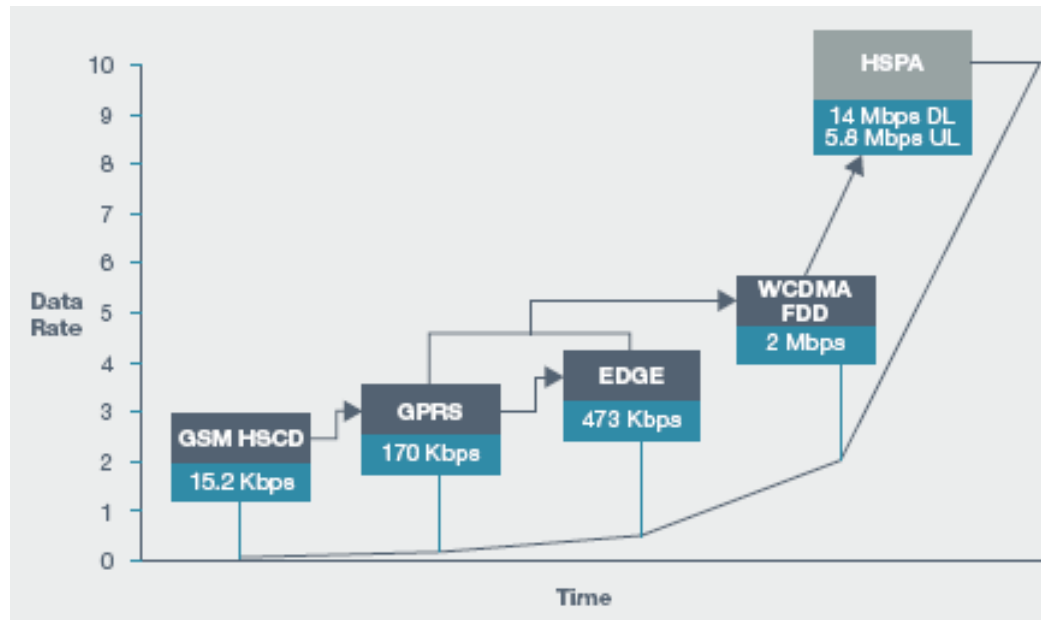 10
9
8
7
6
5
4
3
2
1
0
Data
Rate
Time
GSM HSCD
15.2 Kbps
GPRS
170 Kbps
EDGE
473 Kbps
WCDMA
FDD
2 Mbps
HSPA
14 Mbps DL
5.8 Mbps UL